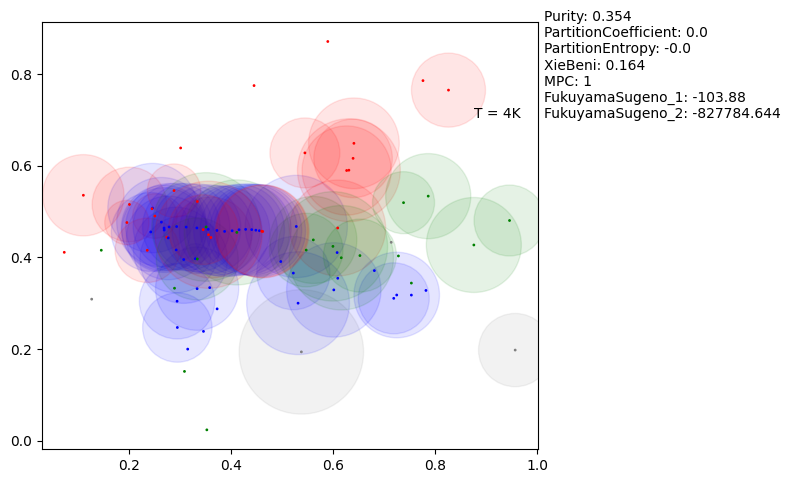 Purity: 0.354
PartitionCoefficient: 0.0
PartitionEntropy: -0.0
XieBeni: 0.164
MPC: 1
FukuyamaSugeno_1: -103.88
FukuyamaSugeno_2: -827784.644
T = 4K
0.8
0.6
0.4
0.2
0.0
0.2
0.4
0.6
0.8
1.0